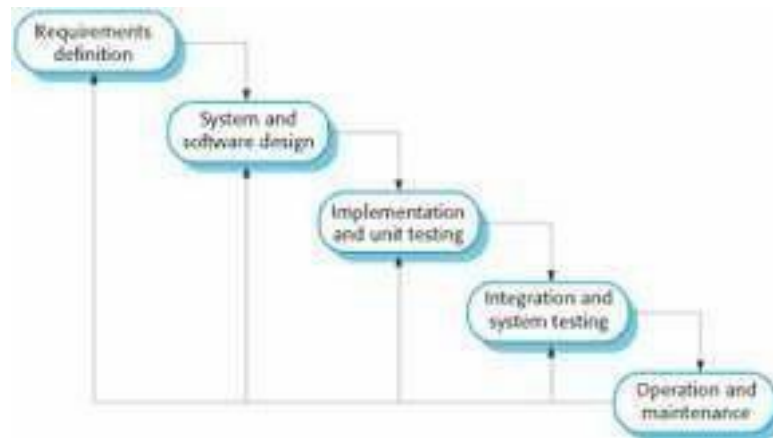 Requirements
definition
System and
software design
Implementation
and unit testing
Integration and
system testing
Operation and
maintenance